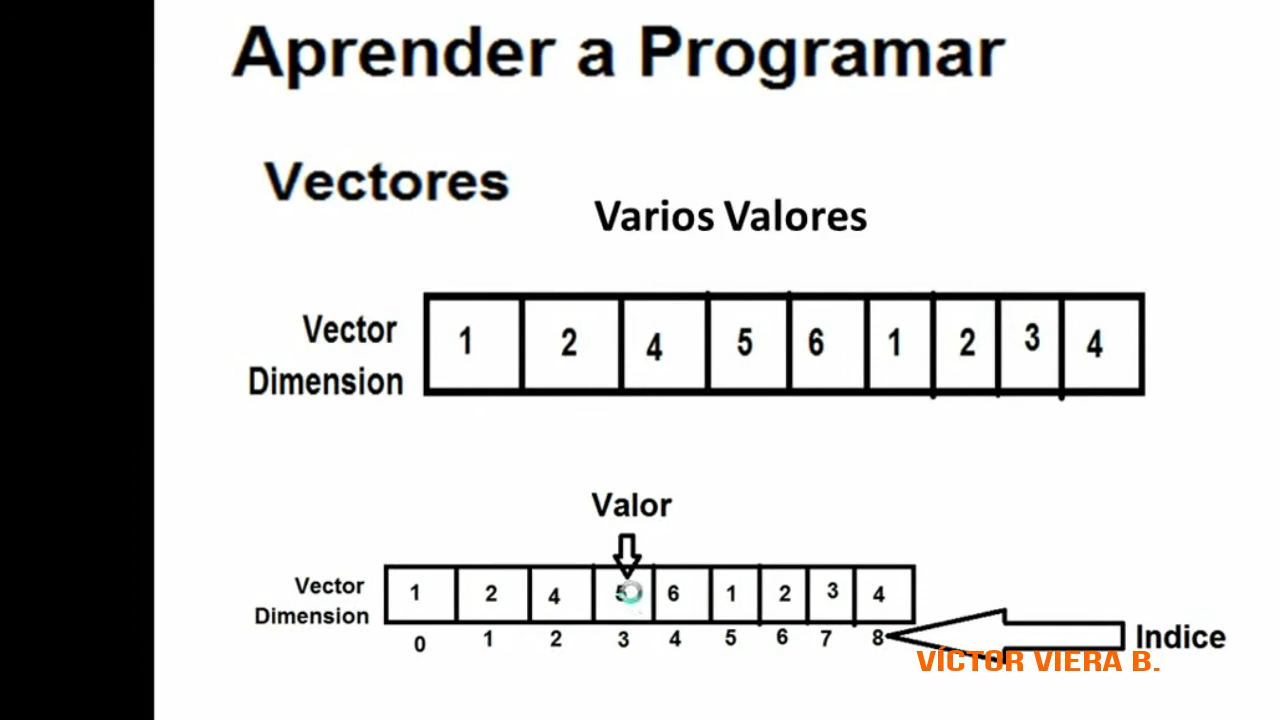 Aprender a Programar
Vectores
Varios Valores
Vector
Dimension
1 2 4 5 6 1 2 3 4
Valor
Vector
Dimension
1 2 4 5 6 1 2 3 4
0 1 2 3 4 5 6 7 8
Indice
VÍCTOR VIERA B.